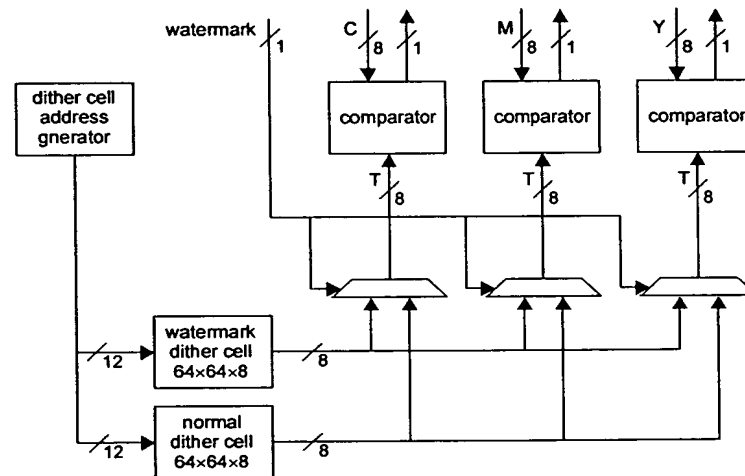 watermark
1
C
8
1
M
8
1
Y
8
1
dither cell
address
gnerator
comparator
comparator
comparator
T
8
T
8
T
8
12
watermark
dither cell
64×64×8
8
12
normal
dither cell
64×64×8
8